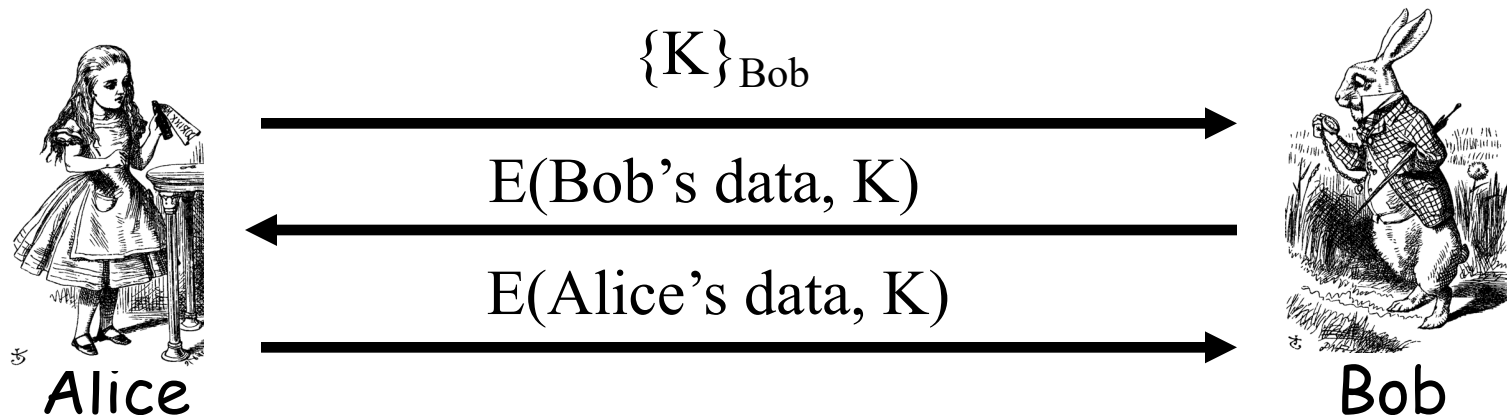 {K}Bob
E(Bob’s data, K)
E(Alice’s data, K)
Alice
Bob